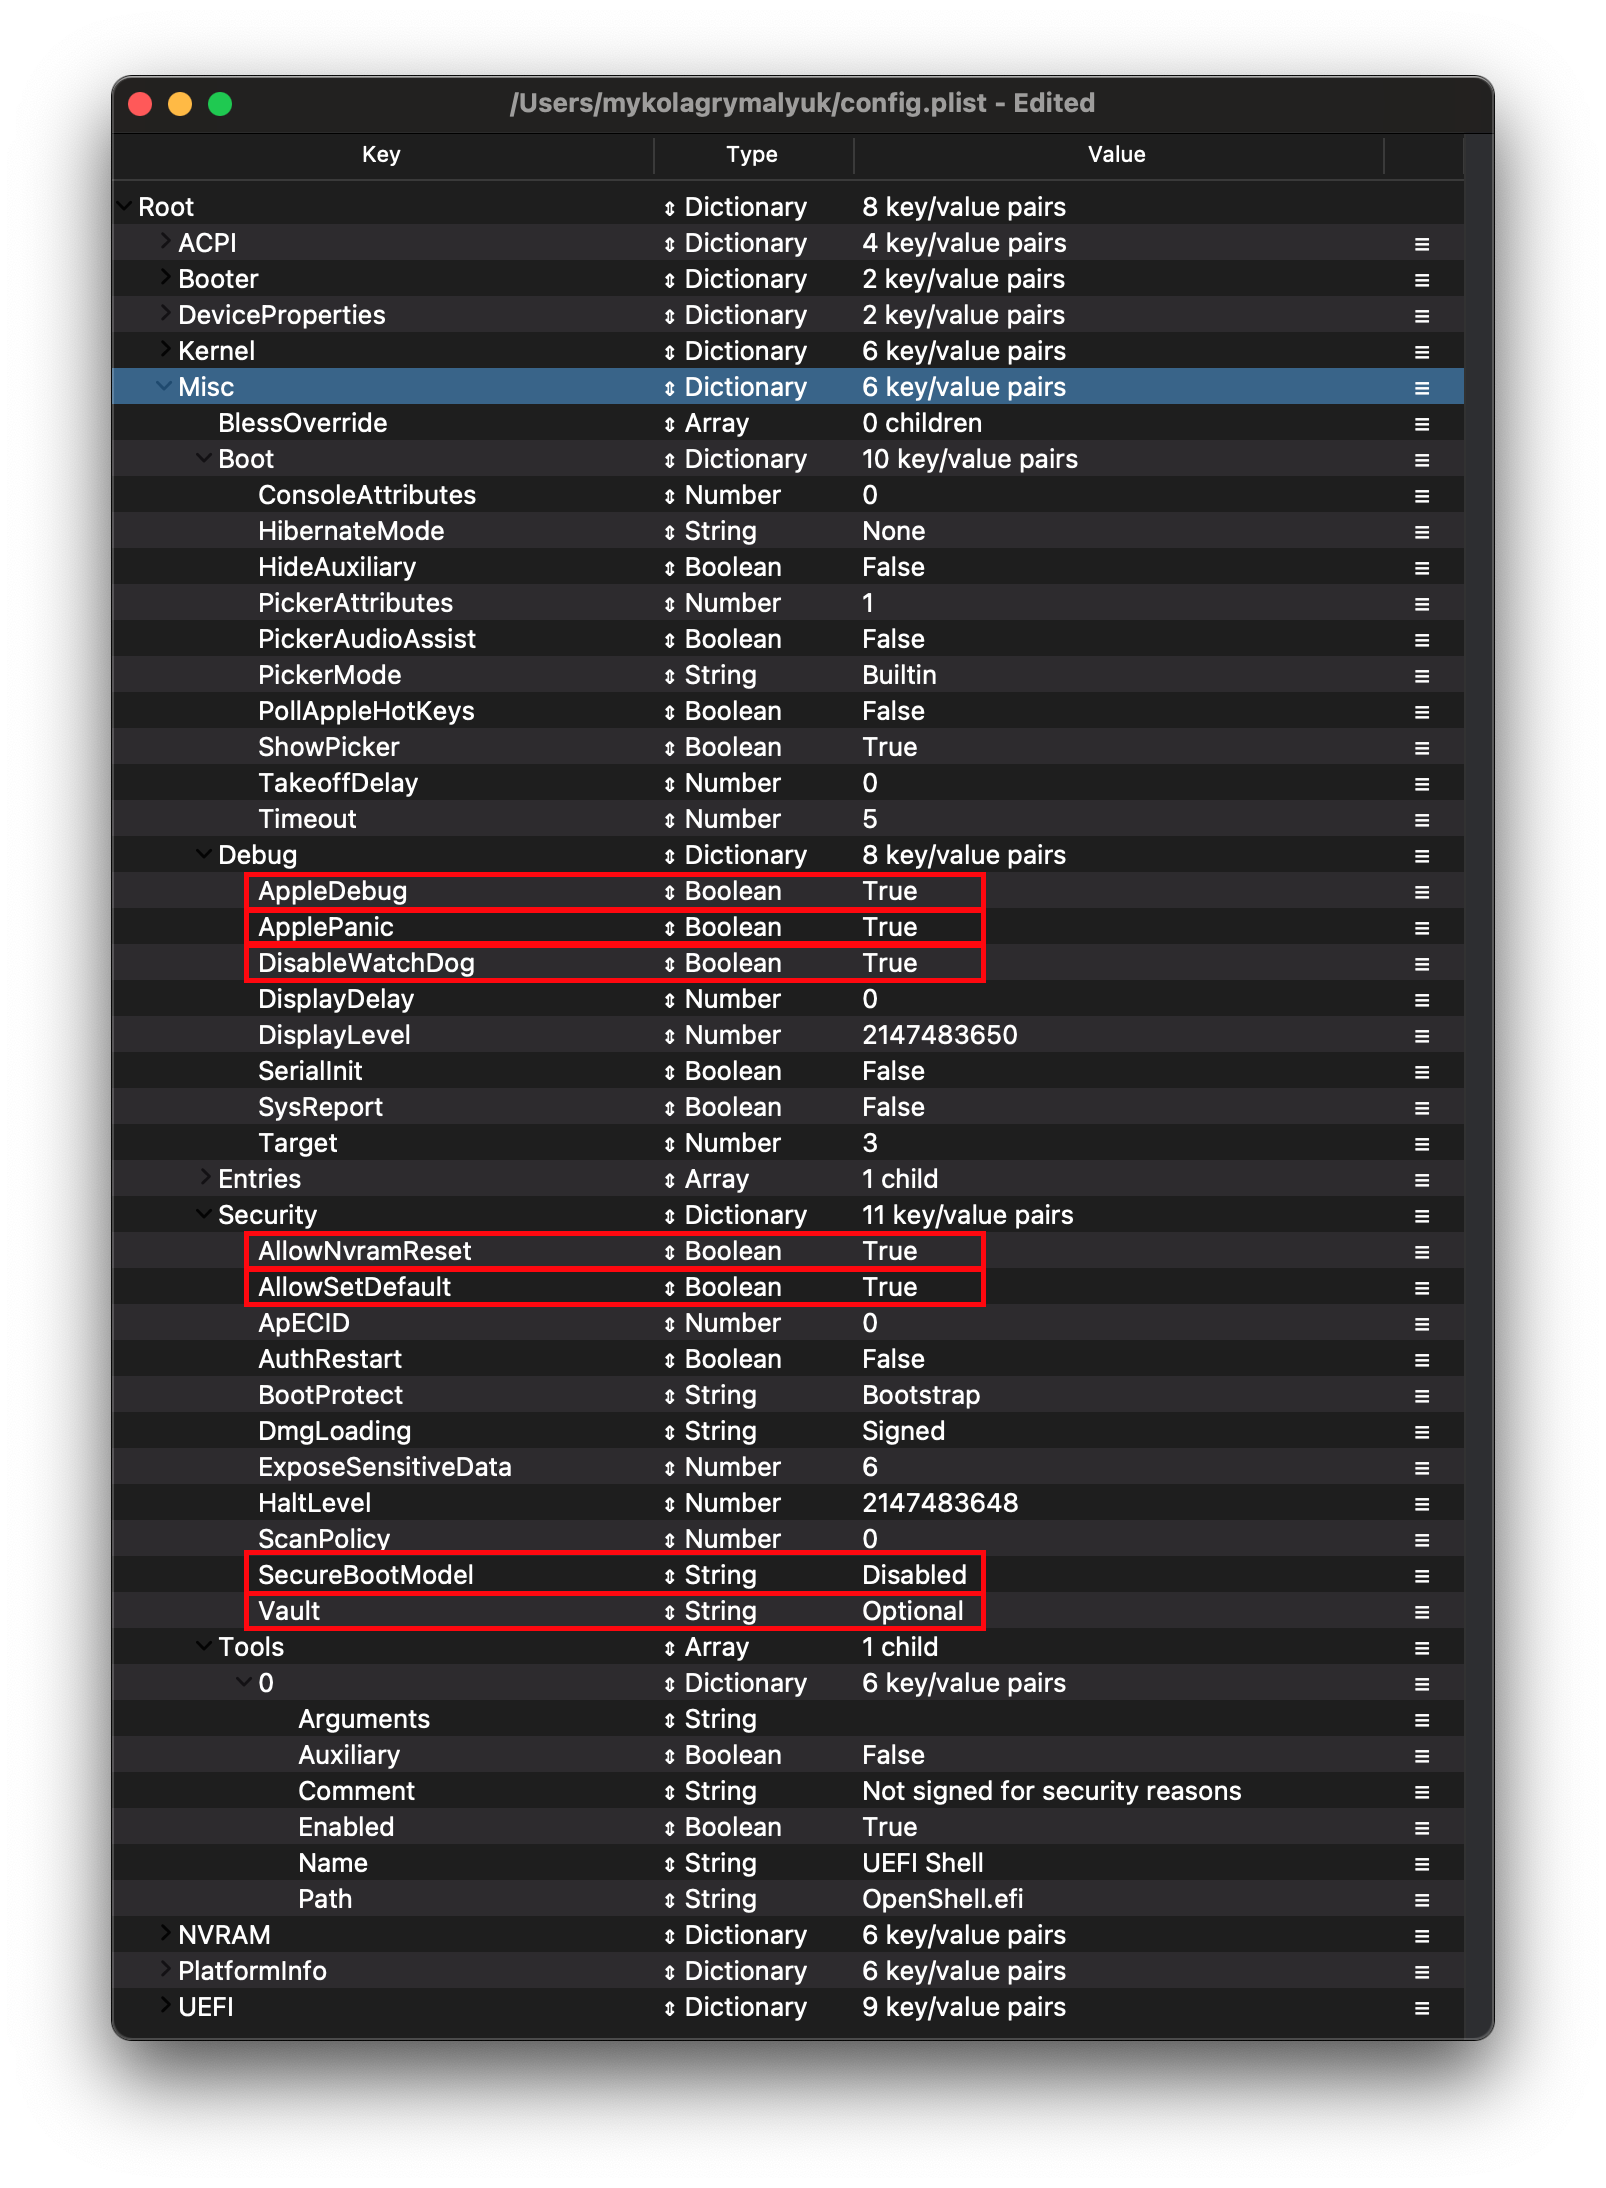 /Users/mykolagrymalyuk/config.plist - Edited
Key Type Value
Root Dictionary 8 key/value pairs
ACPI Dictionary 4 key/value pairs
Booter Dictionary 2 key/value pairs
DeviceProperties Dictionary 2 key/value pairs
Kernel Dictionary 6 key/value pairs
Misc Dictionary 6 key/value pairs
BlessOverride Array 0 children
Boot Dictionary 10 key/value pairs
ConsoleAttributes Number 0
HibernateMode String None
HideAuxiliary Boolean False
PickerAttributes Number 1
PickerAudioAssist Boolean False
PickerMode String Builtin
PollAppleHotKeys Boolean False
ShowPicker Boolean True
TakeoffDelay Number 0
Timeout Number 5
Debug Dictionary 8 key/value pairs
AppleDebug Boolean True
ApplePanic Boolean True
DisableWatchDog Boolean True
DisplayDelay Number 0
DisplayLevel Number 2147483650
SerialInit Boolean False
SysReport Boolean False
Target Number 3
Entries Array 1 child
Security Dictionary 11 key/value pairs
AllowNvramReset Boolean True
AllowSetDefault Boolean True
ApECID Number 0
AuthRestart Boolean False
BootProtect String Bootstrap
DmgLoading String Signed
ExposeSensitiveData Number 6
HaltLevel Number 2147483648
ScanPolicy Number 0
SecureBootModel String Disabled
Vault String Optional
Tools Array 1 child
0 Dictionary 6 key/value pairs
Arguments String
Auxiliary Boolean False
Comment String Not signed for security reasons
Enabled Boolean True
Name String UEFI Shell
Path String OpenShell.efi
NVRAM Dictionary 6 key/value pairs
PlatformInfo Dictionary 6 key/value pairs
UEFI Dictionary 9 key/value pairs